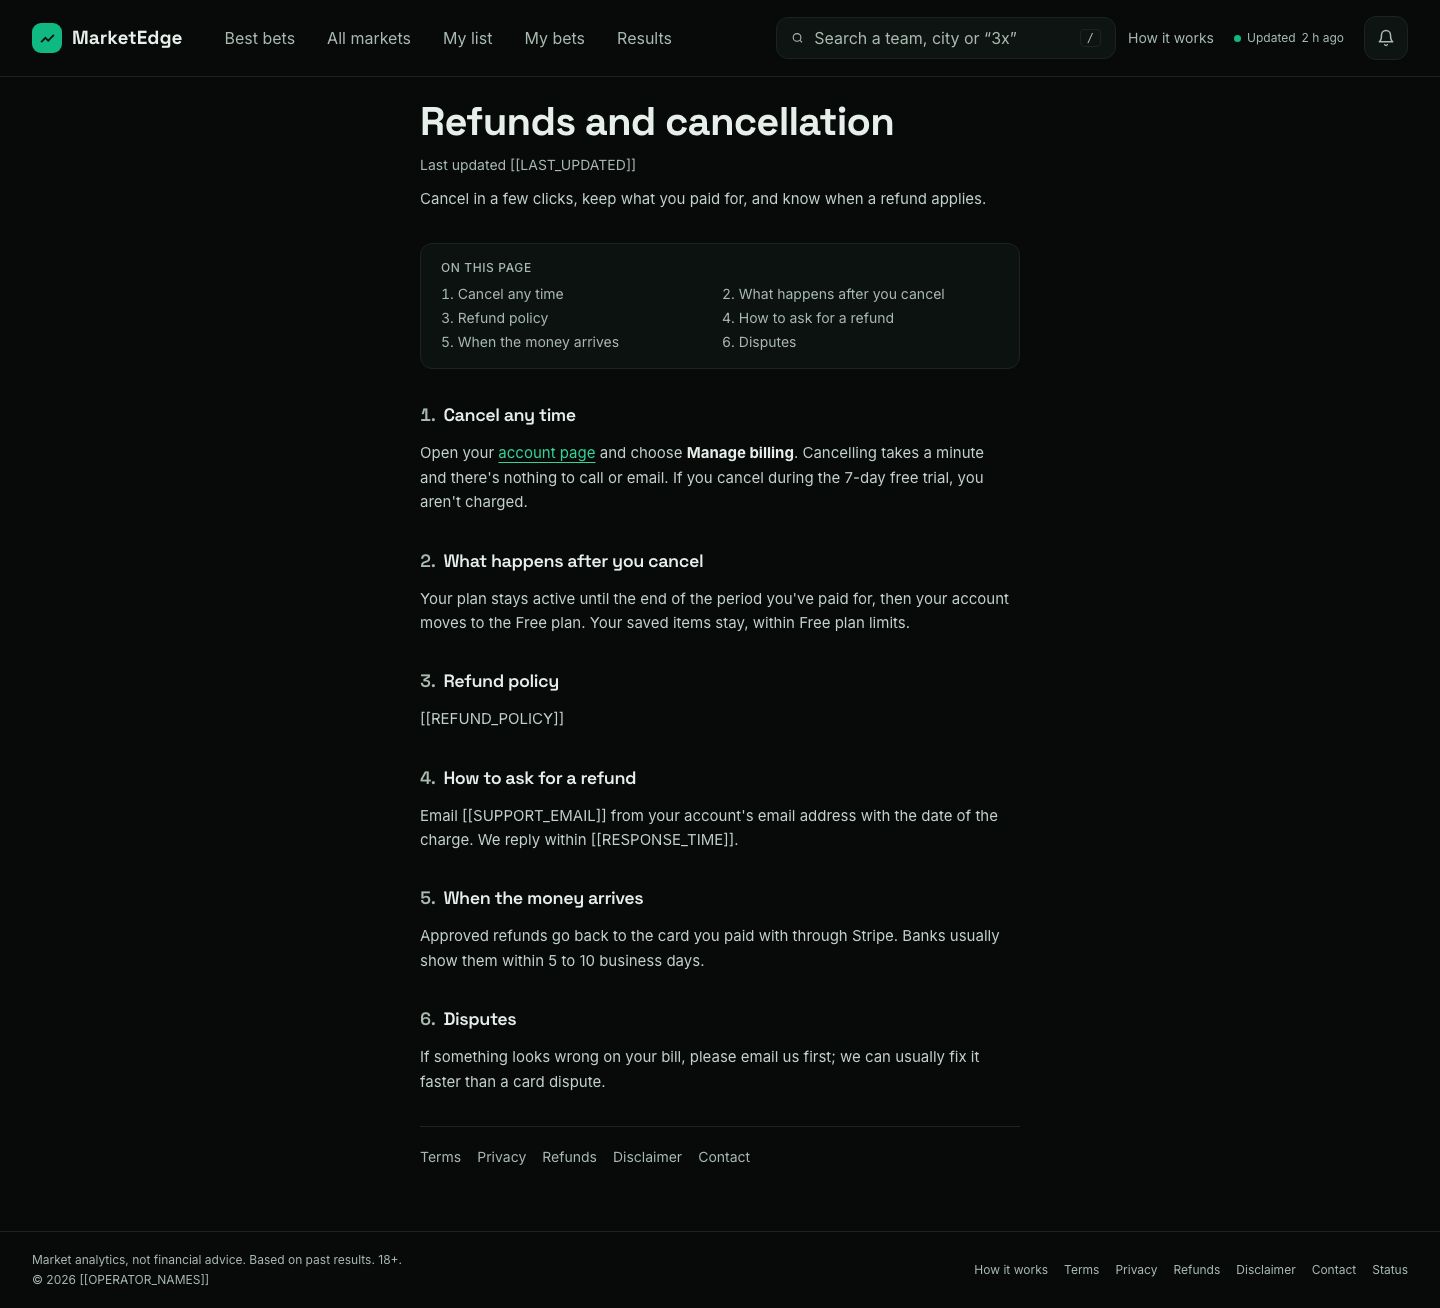 MarketEdge
Best bets
All markets
My list
My bets
Results
Search a team, city or “3x”
/
How it works
Updated 2 h ago
Refunds and cancellation
Last updated [[LAST_UPDATED]]
Cancel in a few clicks, keep what you paid for, and know when a refund applies.
ON THIS PAGE
1. Cancel any time
2. What happens after you cancel
3. Refund policy
4. How to ask for a refund
5. When the money arrives
6. Disputes
1. Cancel any time
Open your account page and choose Manage billing. Cancelling takes a minute
and there's nothing to call or email. If you cancel during the 7-day free trial, you
aren't charged.
2. What happens after you cancel
Your plan stays active until the end of the period you've paid for, then your account
moves to the Free plan. Your saved items stay, within Free plan limits.
3. Refund policy
[[REFUND_POLICY]]
4. How to ask for a refund
Email [[SUPPORT_EMAIL]] from your account's email address with the date of the
charge. We reply within [[RESPONSE_TIME]].
5. When the money arrives
Approved refunds go back to the card you paid with through Stripe. Banks usually
show them within 5 to 10 business days.
6. Disputes
If something looks wrong on your bill, please email us first; we can usually fix it
faster than a card dispute.
Terms
Privacy
Refunds
Disclaimer
Contact
Market analytics, not financial advice. Based on past results. 18+.
© 2026 [[OPERATOR_NAMES]]
How it works
Terms
Privacy
Refunds
Disclaimer
Contact
Status